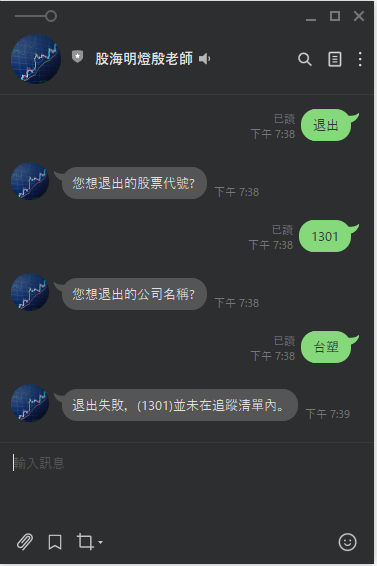 股海明燈殷老師
已讀
下午 7:38
退出
您想退出的股票代號?
下午 7:38
已讀
下午 7:38
1301
您想退出的公司名稱?
下午 7:38
已讀
下午 7:38
台塑
退出失敗，(1301)並未在追蹤清單內。
下午 7:39
輸入訊息